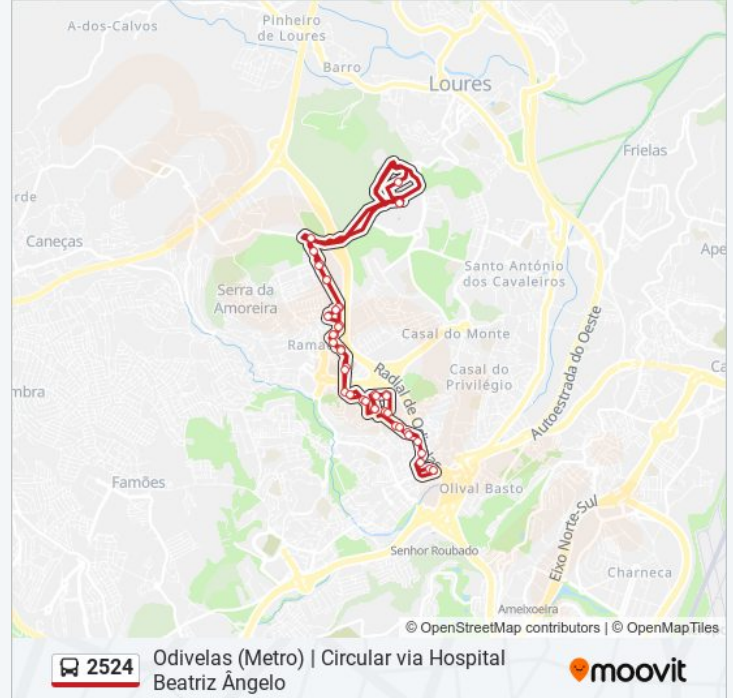 A-dos-Calvos
Pinheiro
de Loures
Barro
Loures
Frielas
rde
Caneças
Ape
Santo António
dos Cavaleiros
Serra da
Amoreira
Casal do Monte
Rama
Radial de O
Casal do
Privilégio
Autoestrada do Oeste
Ca
mbra
Famões
Olival Basto
Eixo Norte-Sul
Senhor Roubado
Charneca
Ameixoeira
© OpenStreetMap contributors | © OpenMapTiles
2524
Odivelas (Metro) | Circular via Hospital
Beatriz Ângelo
moovit